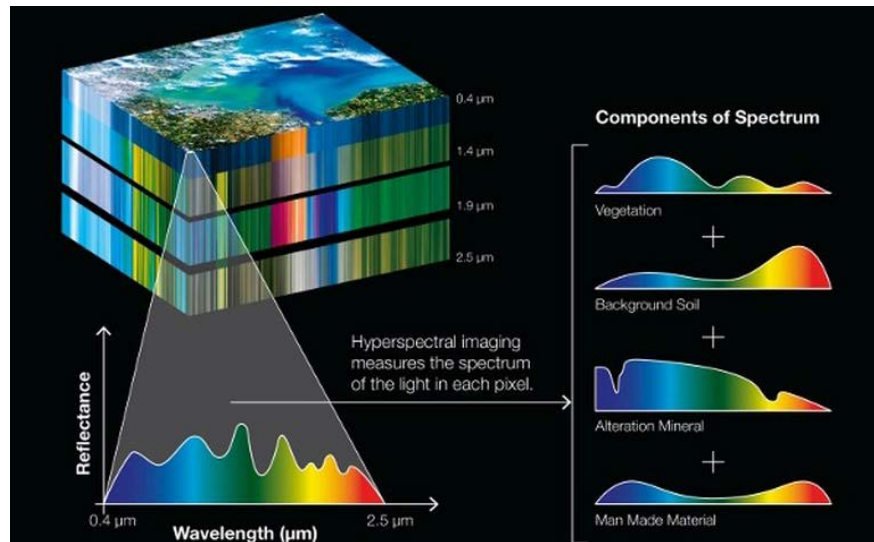 0.4 µm
1.4 µm
1.9 µm
2.5 µm
Components of Spectrum
Vegetation
+
Background Soil
+
Alteration Mineral
+
Man Made Material
Hyperspectral imaging
measures the spectrum
of the light in each pixel.
Reflectance
0.4 µm
2.5 µm
Wavelength (µm)